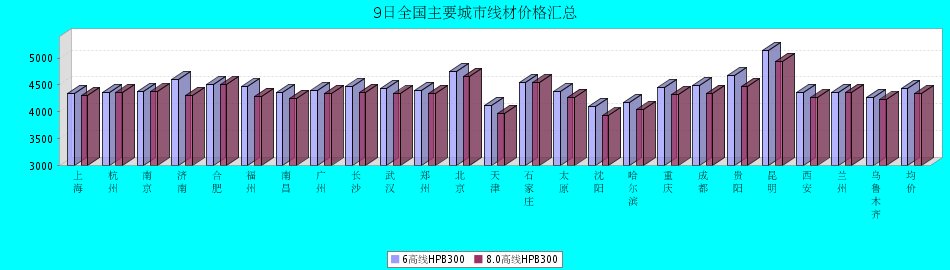 9日全国主要城市线材价格汇总
5000
4500
4000
3500
3000
上海 杭州 南京 济南 合肥 福州 南昌 广州 长沙 武汉 郑州 北京 天津 石家庄 太原 沈阳 哈尔滨 重庆 成都 贵阳 昆明 西安 兰州 乌鲁木齐 均价
6高线HPB300 8.0高线HPB300